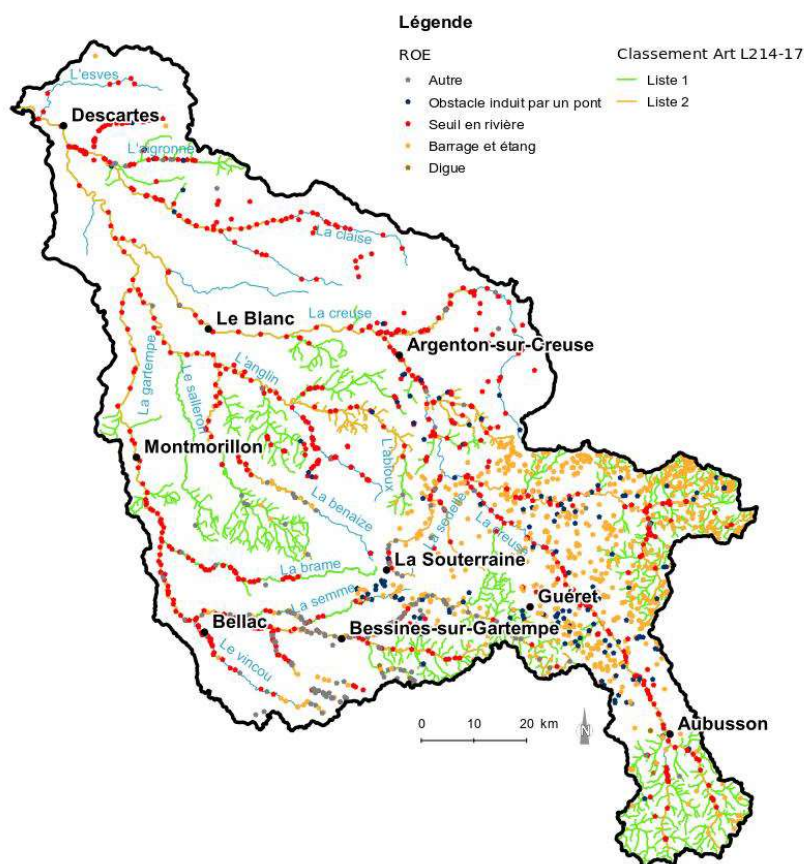 Légende
ROE
Autre
Obstacle induit par un pont
Seuil en rivière
Barrage et étang
Digue
Classement Art L214-17
Liste 1
Liste 2
L'esves
Descartes
L'aigronne
La claise
Le Blanc
La creuse
Argenton-sur-Creuse
La gartempe
Le salleron
L'anglin
Montmorillon
L'abloux
La benaize
La sedelle
La creuse
La brame
La Souterraine
La semme
Guéret
Bellac
Bessines-sur-Gartempe
Le vincou
0 10 20 km
N
Aubusson